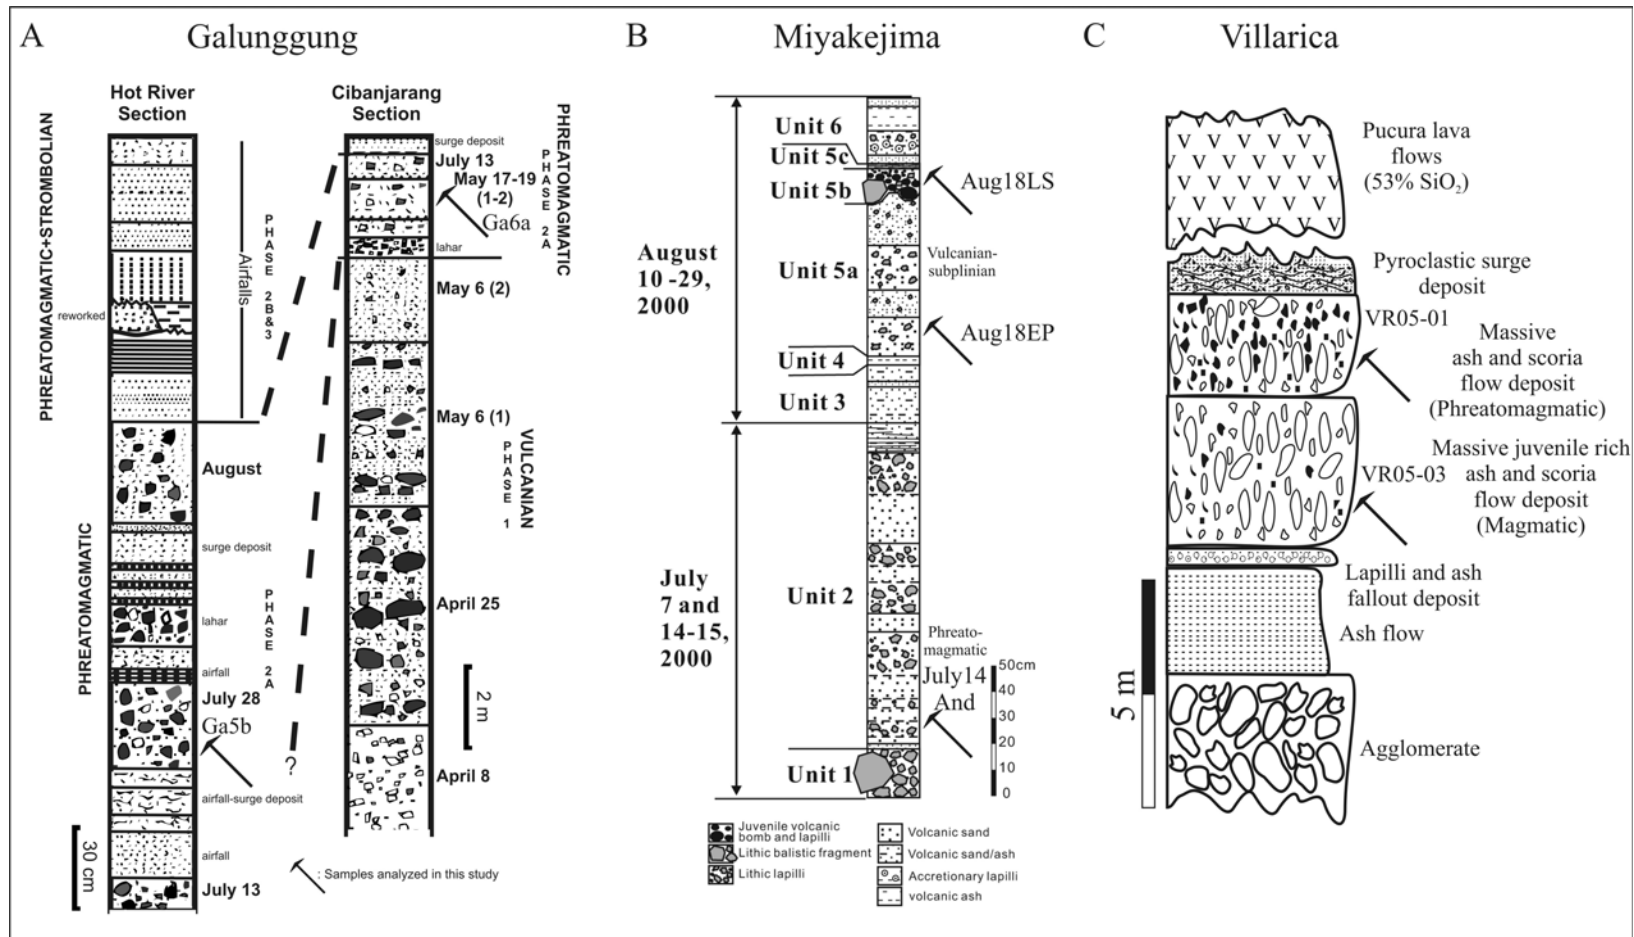 A
Galunggung
Hot River
Section
Cibanjarang
Section
PHREATOMAGMATIC+STROMBOLIAN
PHASE 2B&3
Airfalls
reworked
August
PHREATOMAGMATIC
surge deposit
lahar
PHASE 2A
airfall
July 28
Ga5b
airfall-surge deposit
airfall
July 13
30 cm
surge deposit
July 13
May 17-19
(1-2)
Ga6a
lahar
PHASE 2A
PHREATOMAGMATIC
May 6 (2)
May 6 (1)
VULCANIAN
PHASE 1
April 25
2 m
April 8
?
: Samples analyzed in this study
B
Miyakejima
August
10 -29,
2000
July
7 and
14-15,
2000
Unit 6
Unit 5c
Unit 5b
Unit 5a
Unit 4
Unit 3
Unit 2
Unit 1
Aug18LS
Vulcanian-
subplinian
Aug18EP
Phreato-
magmatic
July14
And
50cm
40
30
20
10
0
Juvenile volcanic
bomb and lapilli
Lithic balistic fragment
Lithic lapilli
Volcanic sand
Volcanic sand/ash
Accretionary lapilli
volcanic ash
C
Villarica
V V V V V
V V V V
V V V V V
V V V V
V V V V V
V V V V
Pucura lava
flows
(53% SiO₂)
Pyroclastic surge
deposit
VR05-01
Massive
ash and scoria
flow deposit
(Phreatomagmatic)
Massive juvenile rich
VR05-03
ash and scoria
flow deposit
(Magmatic)
Lapilli and ash
fallout deposit
Ash flow
Agglomerate
5 m